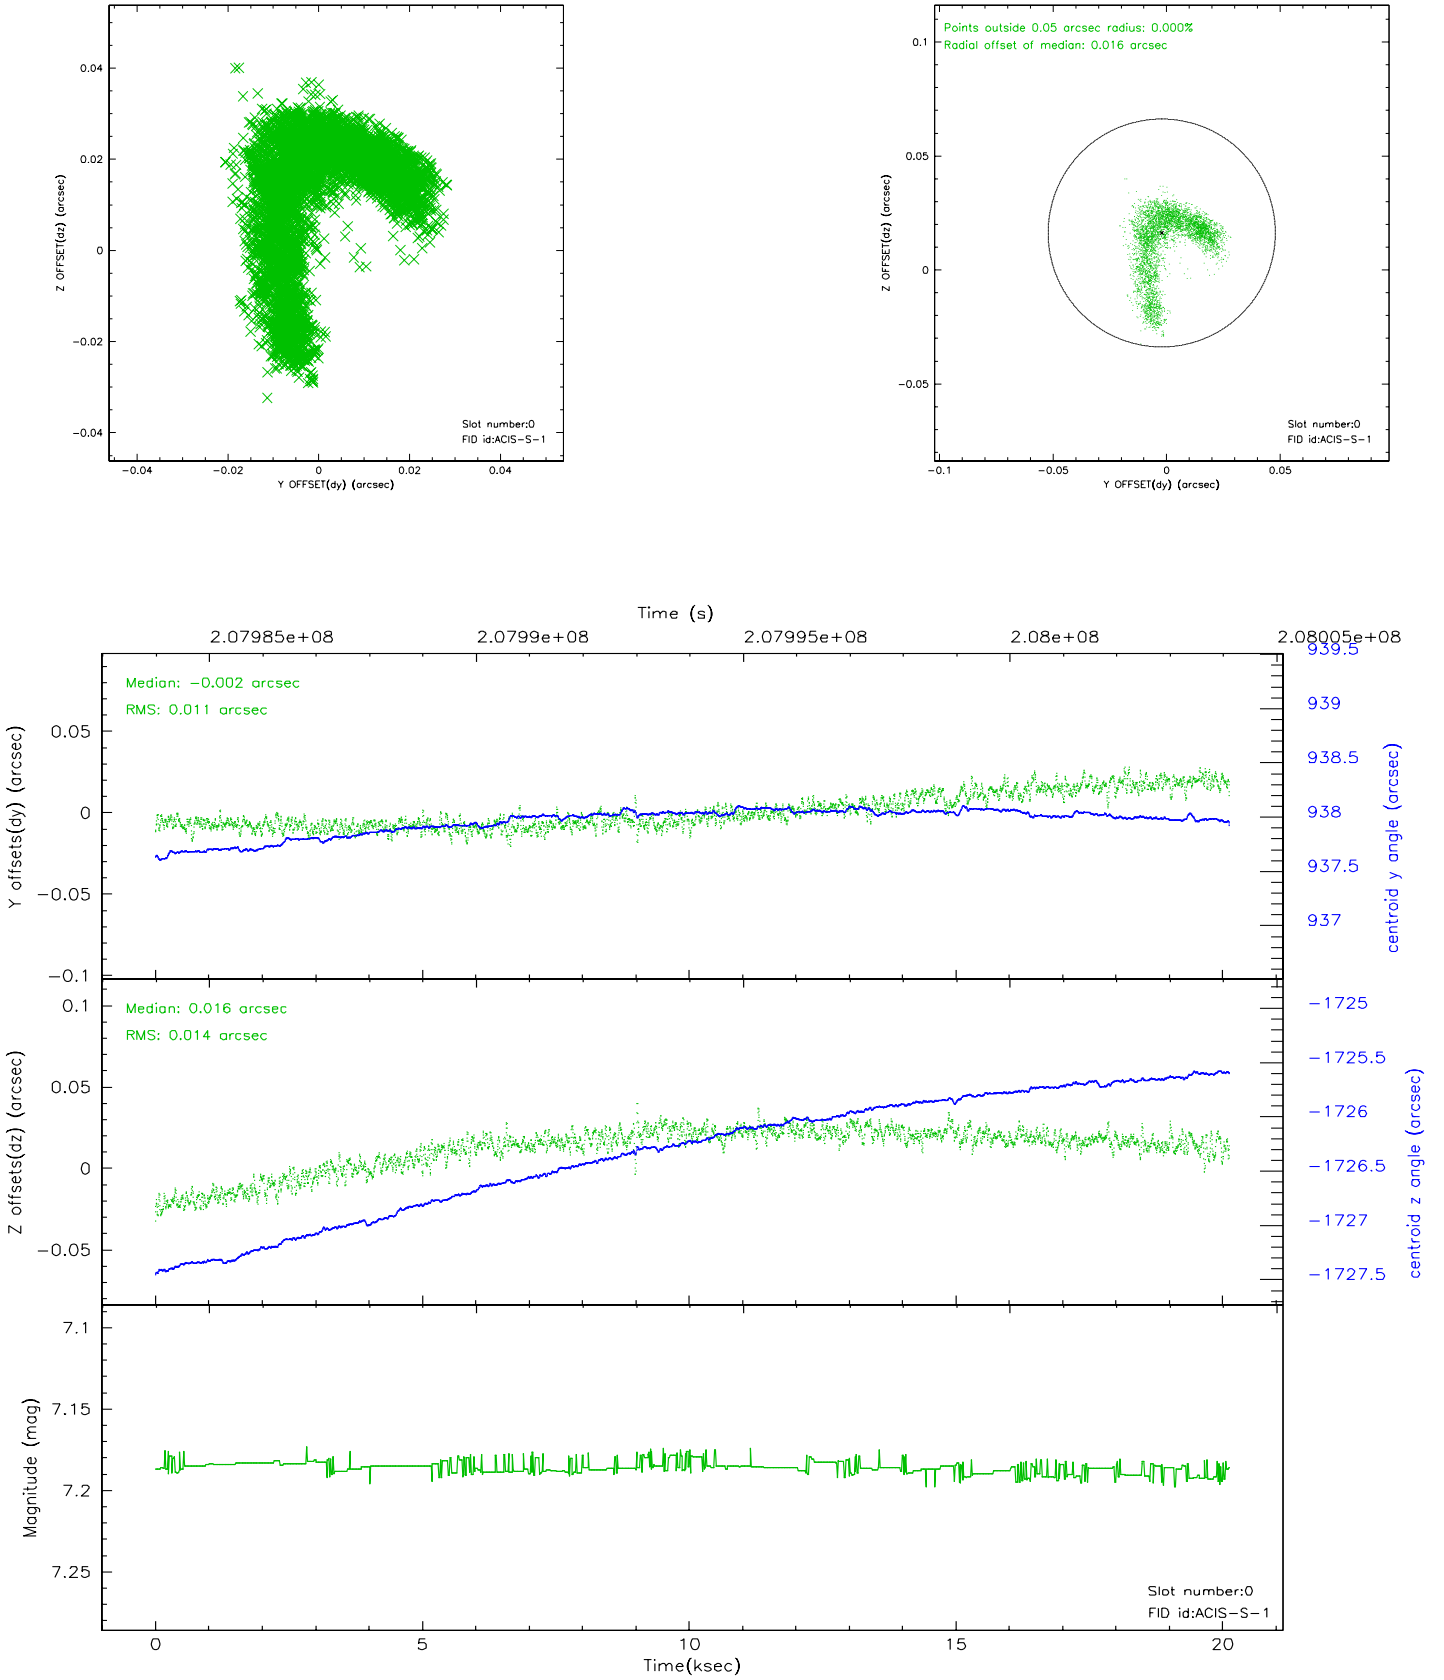 0.04
0.02
0
-0.02
-0.04
Z OFFSET(dz) (arcsec)
Slot number:0
FID id:ACIS-S-1
-0.04
-0.02
0
0.02
0.04
Y OFFSET(dy) (arcsec)
Points outside 0.05 arcsec radius: 0.000%
Radial offset of median: 0.016 arcsec
0.1
0.05
0
-0.05
Z OFFSET(dz) (arcsec)
Slot number:0
FID id:ACIS-S-1
-0.1
-0.05
0
0.05
Y OFFSET(dy) (arcsec)
Time (s)
2.07985e+08
2.0799e+08
2.07995e+08
2.08e+08
2.08005e+08
Median: -0.002 arcsec
RMS: 0.011 arcsec
0.05
0
-0.05
-0.1
Y offsets(dy) (arcsec)
939.5
939
938.5
938
937.5
937
centroid y angle (arcsec)
Median: 0.016 arcsec
RMS: 0.014 arcsec
0.1
0.05
0
-0.05
Z offsets(dz) (arcsec)
-1725
-1725.5
-1726
-1726.5
-1727
-1727.5
centroid z angle (arcsec)
7.1
7.15
7.2
7.25
Magnitude (mag)
Slot number:0
FID id:ACIS-S-1
0
5
10
15
20
Time(ksec)